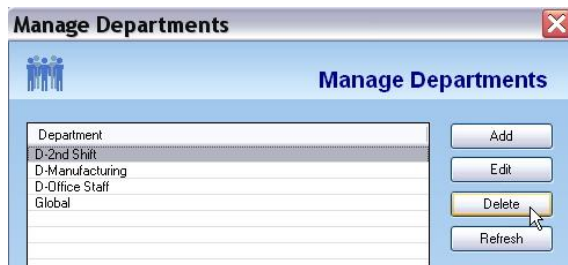 Manage Departments
Manage Departments
Department
D-2nd Shift
D-Manufacturing
D-Office Staff
Global
Add
Edit
Delete
Refresh